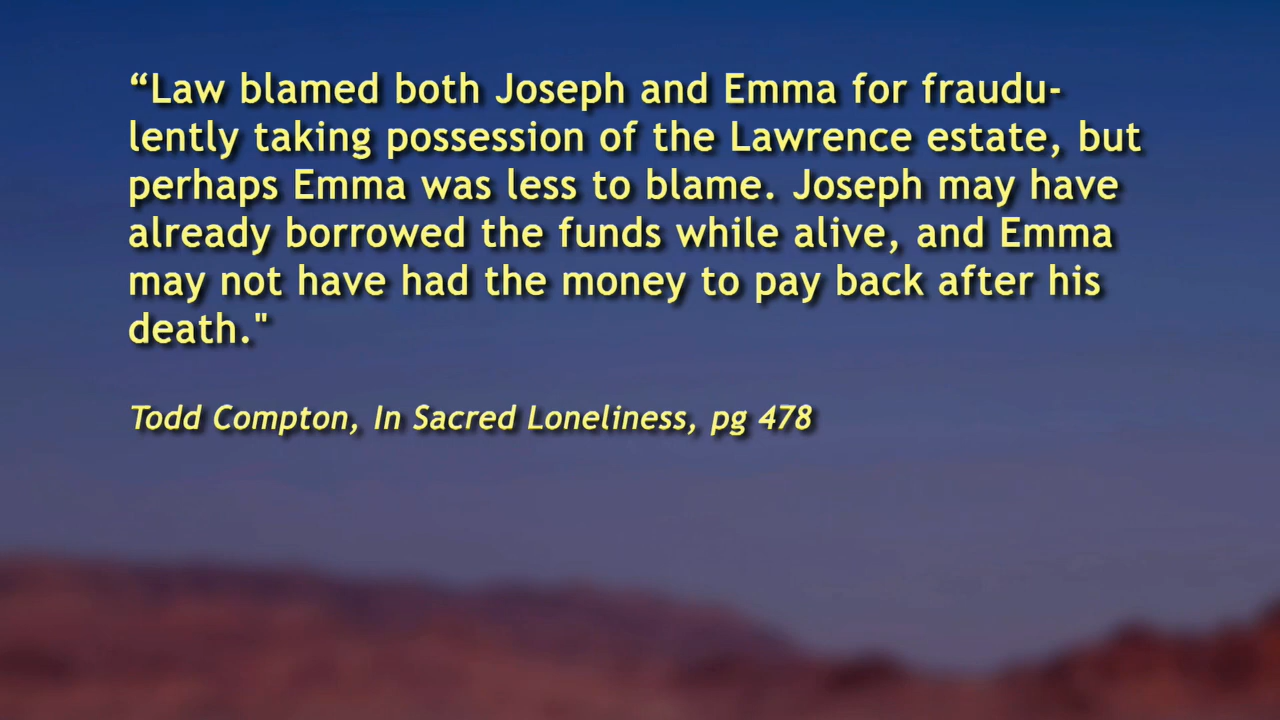 “Law blamed both Joseph and Emma for fraudu-
lently taking possession of the Lawrence estate, but
perhaps Emma was less to blame. Joseph may have
already borrowed the funds while alive, and Emma
may not have had the money to pay back after his
death."
Todd Compton, In Sacred Loneliness, pg 478